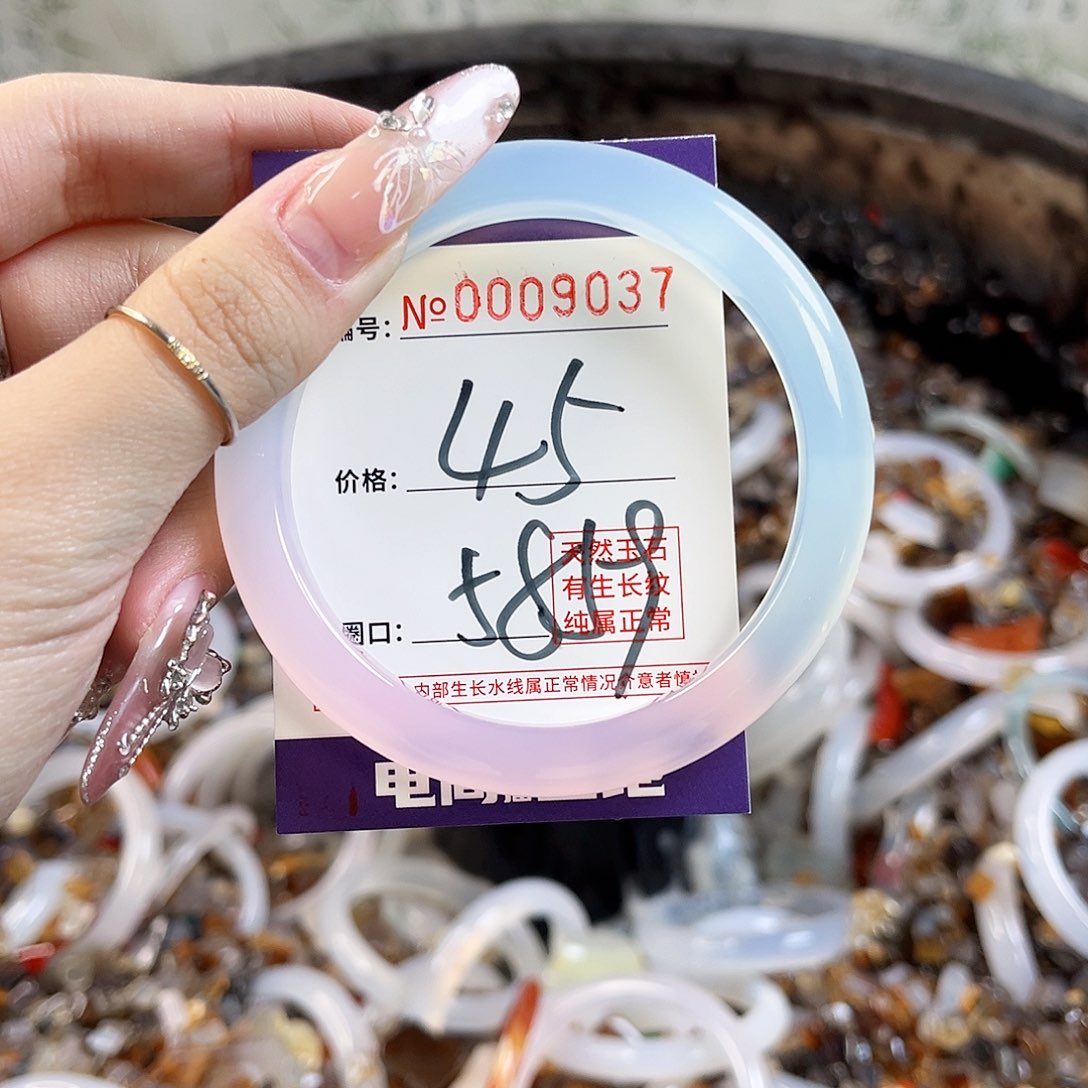 编号: №0009037
价格: 45
圈口: 58.19
天然玉石
有生长纹
纯属正常
内部生长水线属正常情况介意者慎